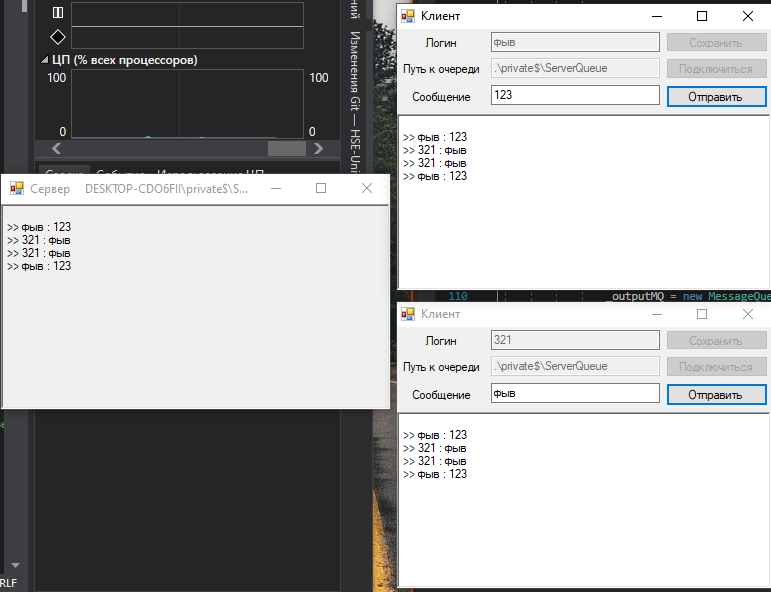 ЦП (% всех процессоров)
100 100
0 0
Изменения Git — HSE-Uni
RLF
Сервер DESKTOP-CDO6FII\private$\S...
>> фыв : 123
>> 321 : фыв
>> 321 : фыв
>> фыв : 123
Клиент
Логин фыв Сохранить
Путь к очереди .\private$\ServerQueue Подключиться
Сообщение 123 Отправить
>> фыв : 123
>> 321 : фыв
>> 321 : фыв
>> фыв : 123
110 _outputMQ = new MessageQue
Клиент
Логин 321 Сохранить
Путь к очереди .\private$\ServerQueue Подключиться
Сообщение фыв Отправить
>> фыв : 123
>> 321 : фыв
>> 321 : фыв
>> фыв : 123